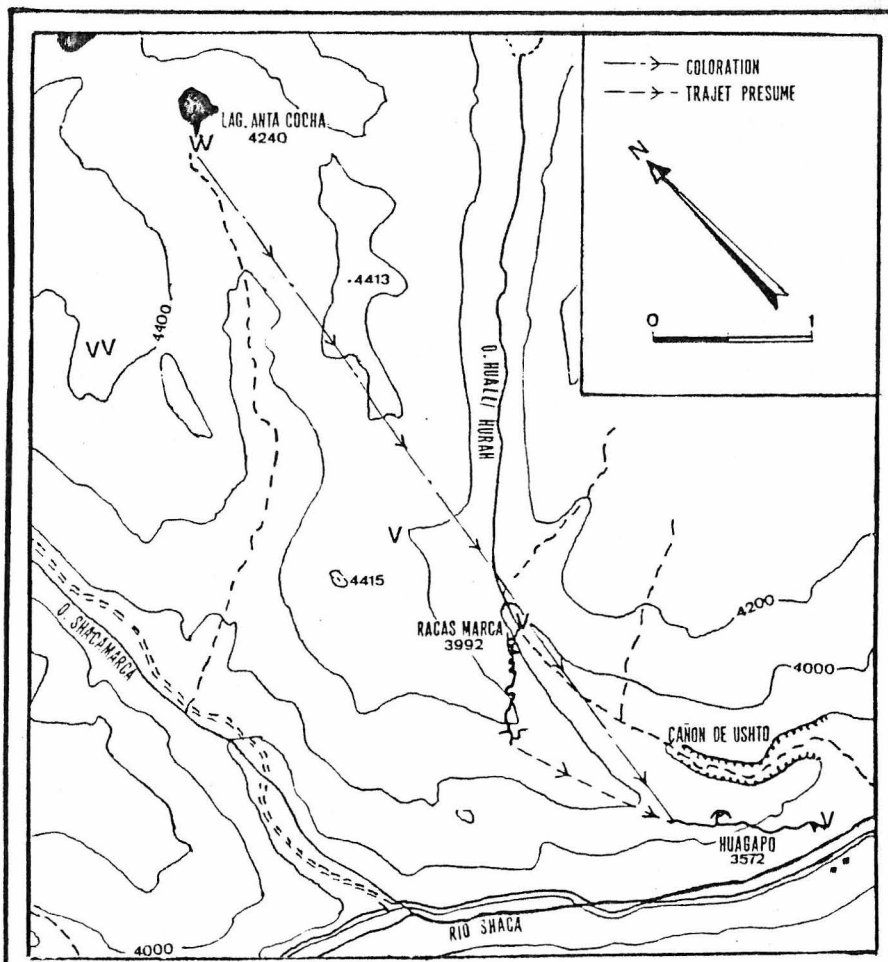 COLORATION
TRAJET PRESUME
N
0 1
LAG. ANTA COCHA
4240
4413
4400
Q. HUALLI HURAH
4415
RACAS MARCA
3992
4200
4000
Q. SHACAMARCA
CAÑON DE USHTO
HUAGAPO
3572
RIO SHACA
4000